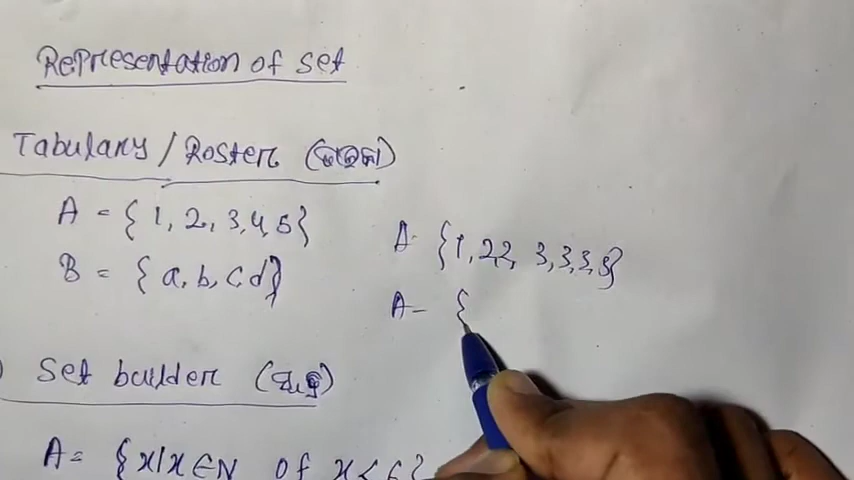 Representation of set
Tabulary / Roster
A = { 1, 2, 3, 4, 5 }
B = { a, b, c, d }
A- { 1, 2, 2, 3, 3, 3, 5 }
A- {
) Set builder
A= { x/x ∈ N of x < 6 }